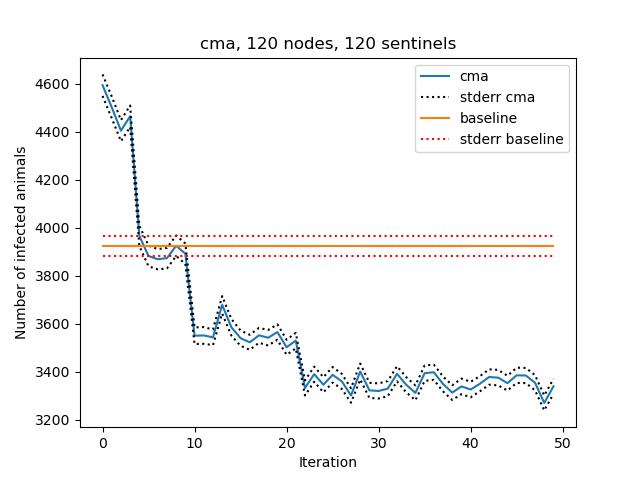 cma, 120 nodes, 120 sentinels
cma
stderr cma
baseline
stderr baseline
Number of infected animals
4600
4400
4200
4000
3800
3600
3400
3200
0 10 20 30 40 50
Iteration